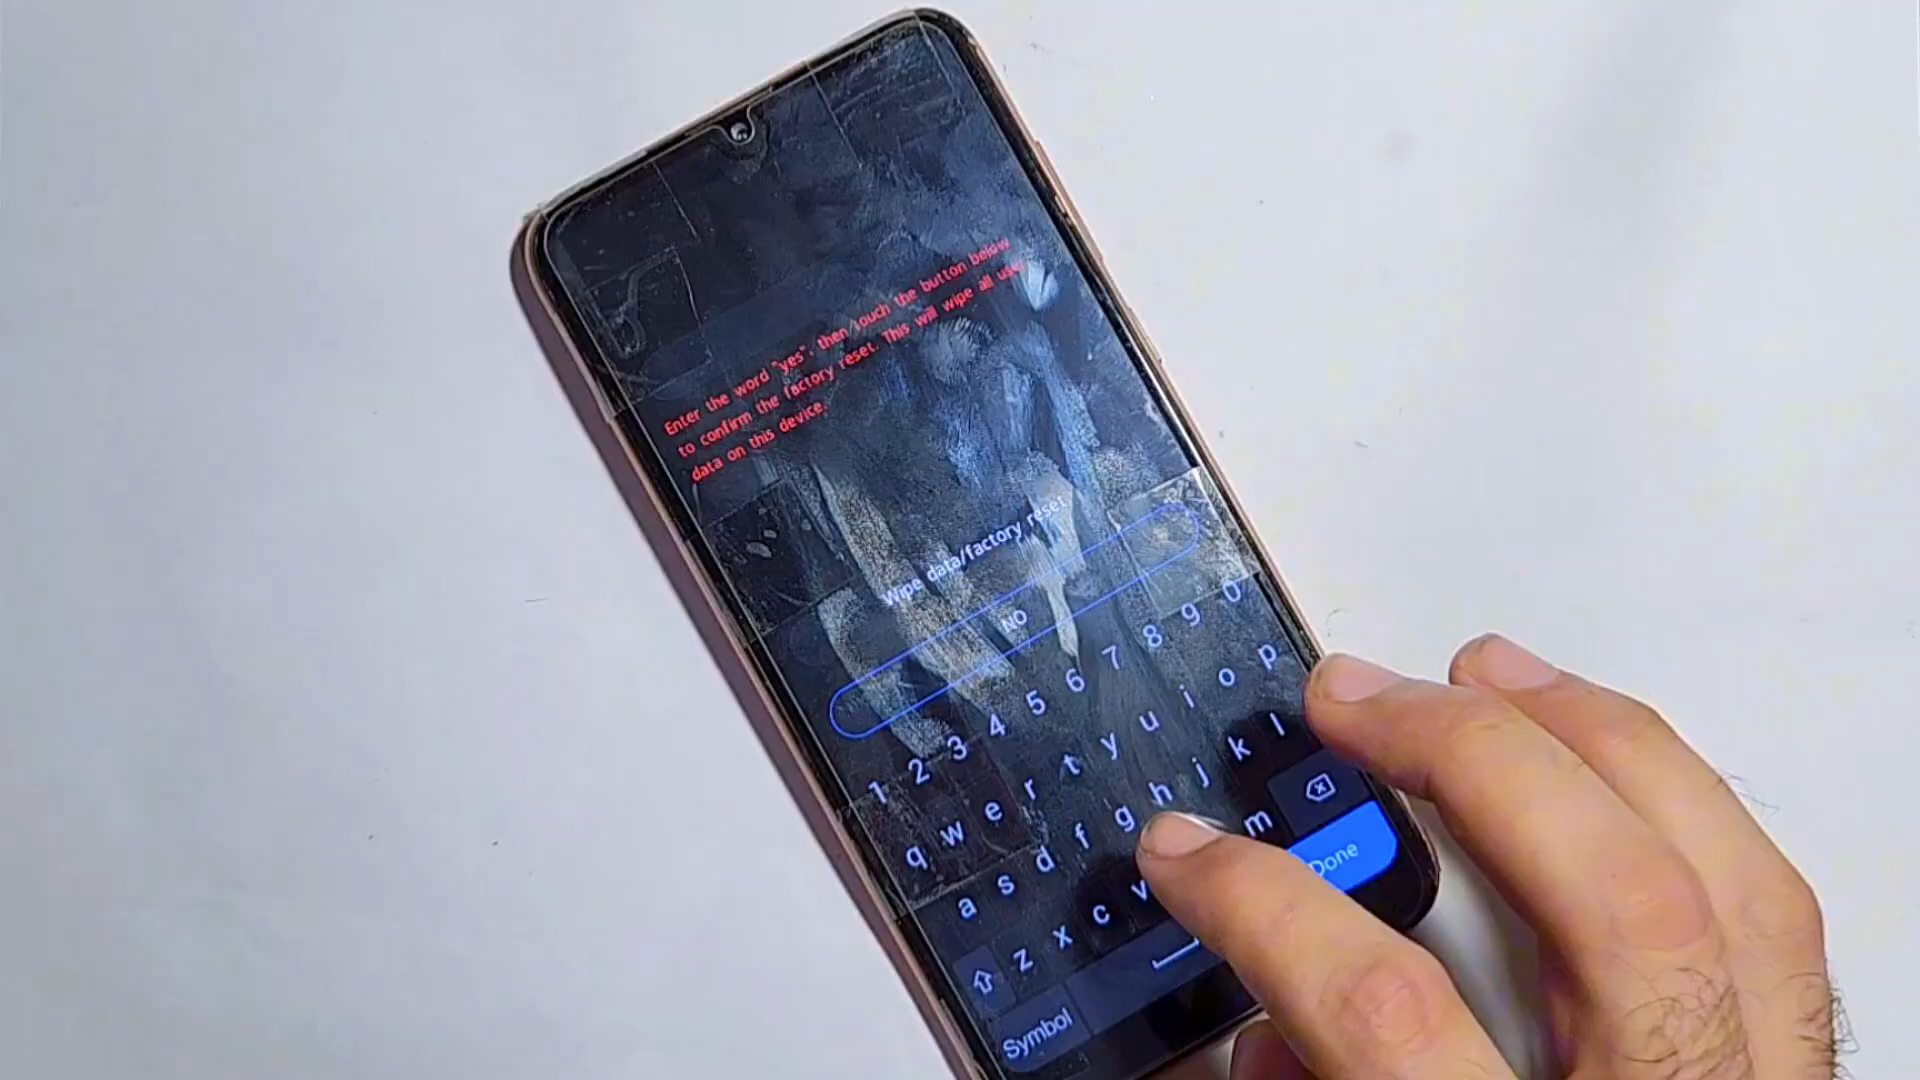 Enter the word "yes", then touch the button below
to confirm the factory reset. This will wipe all user
data on this device.
Wipe data/factory reset
NO
1 2 3 4 5 6 7 8 9 0
q w e r t y u i o p
a s d f g h j k l
z x c v m
Symbol Done